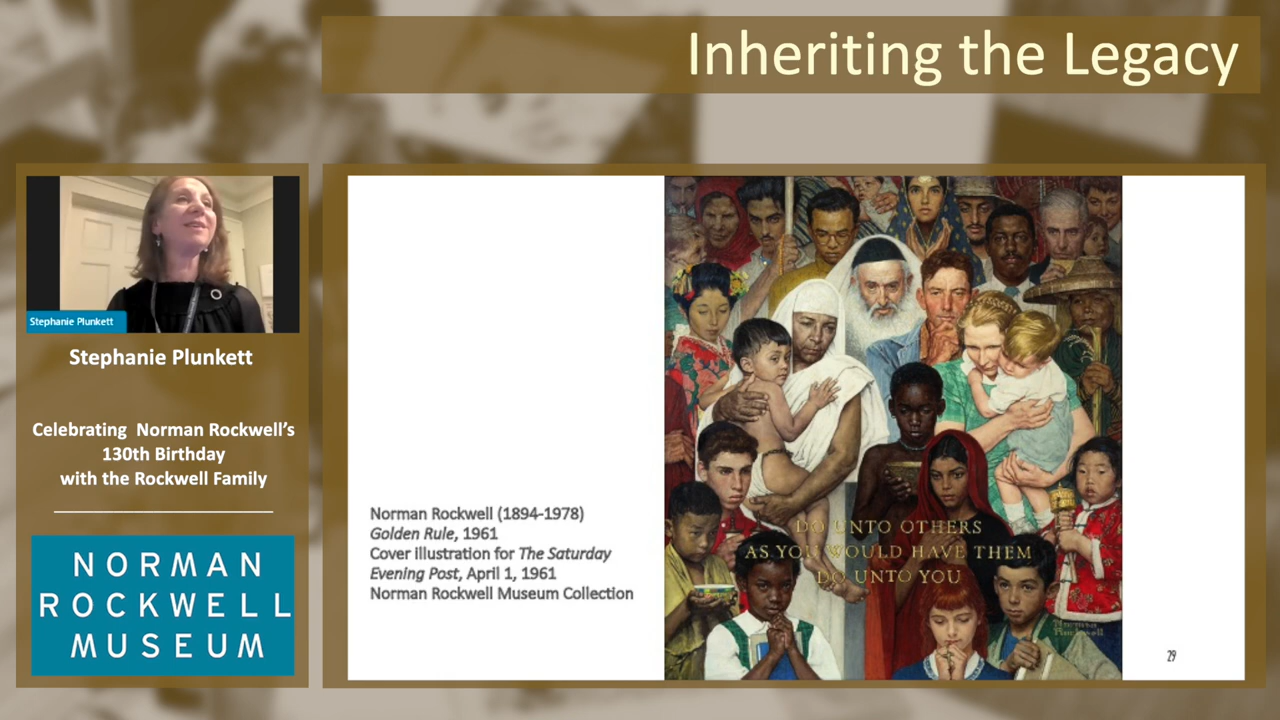 Inheriting the Legacy
Stephanie Plunkett
Stephanie Plunkett
Celebrating Norman Rockwell's
130th Birthday
with the Rockwell Family
NORMAN
ROCKWELL
MUSEUM
Norman Rockwell (1894-1978)
Golden Rule, 1961
Cover illustration for The Saturday
Evening Post, April 1, 1961
Norman Rockwell Museum Collection
DO UNTO OTHERS
AS YOU WOULD HAVE THEM
DO UNTO YOU
Norman
Rockwell
29